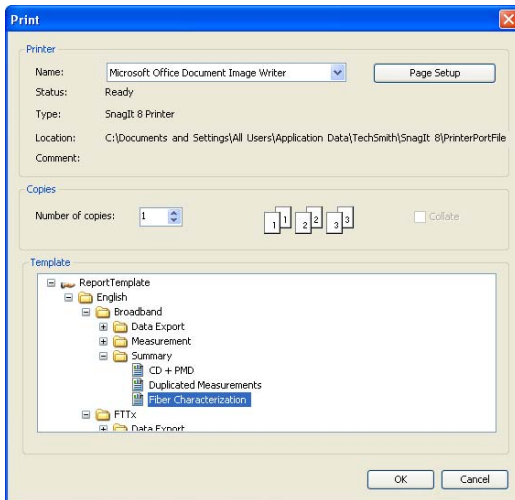 Print
Printer
Name: Microsoft Office Document Image Writer Page Setup
Status: Ready
Type: SnagIt 8 Printer
Location: C:\Documents and Settings\All Users\Application Data\TechSmith\SnagIt 8\PrinterPortFile
Comment:
Copies
Number of copies: 1 1 1 2 2 3 3 Collate
Template
ReportTemplate
English
Broadband
Data Export
Measurement
Summary
CD + PMD
Duplicated Measurements
Fiber Characterization
FTTx
Data Export
OK Cancel